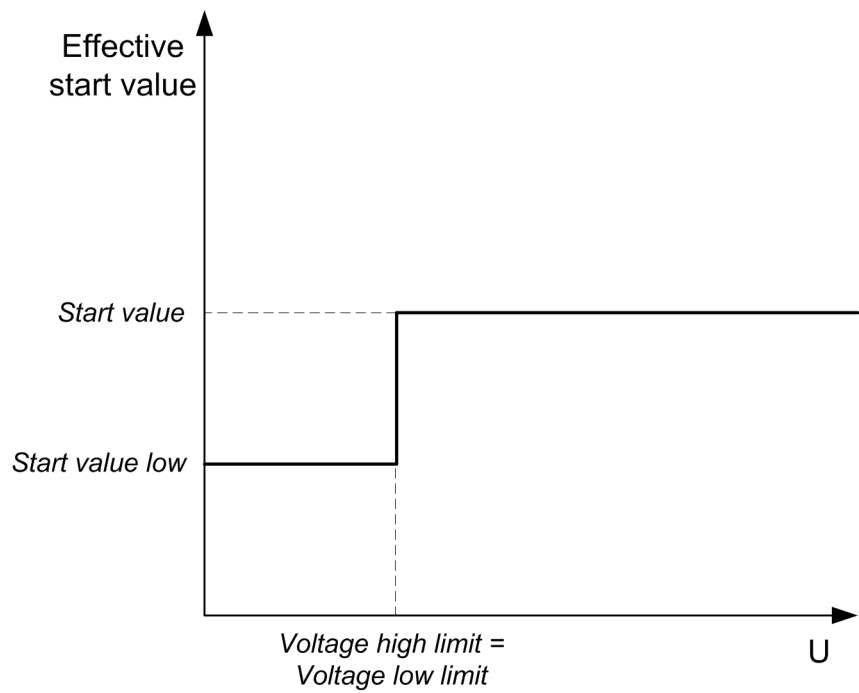 Effective
start value
Start value
Start value low
Voltage high limit =
Voltage low limit
U